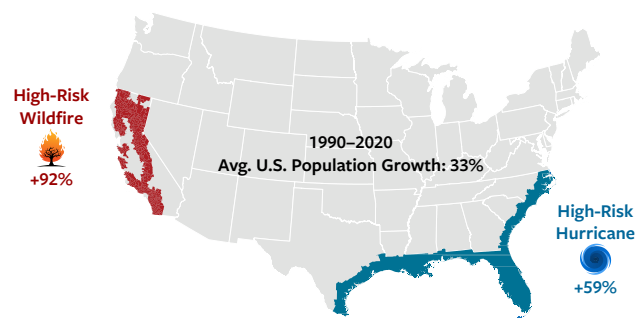 High-Risk
Wildfire
+92%
1990–2020
Avg. U.S. Population Growth: 33%
High-Risk
Hurricane
+59%